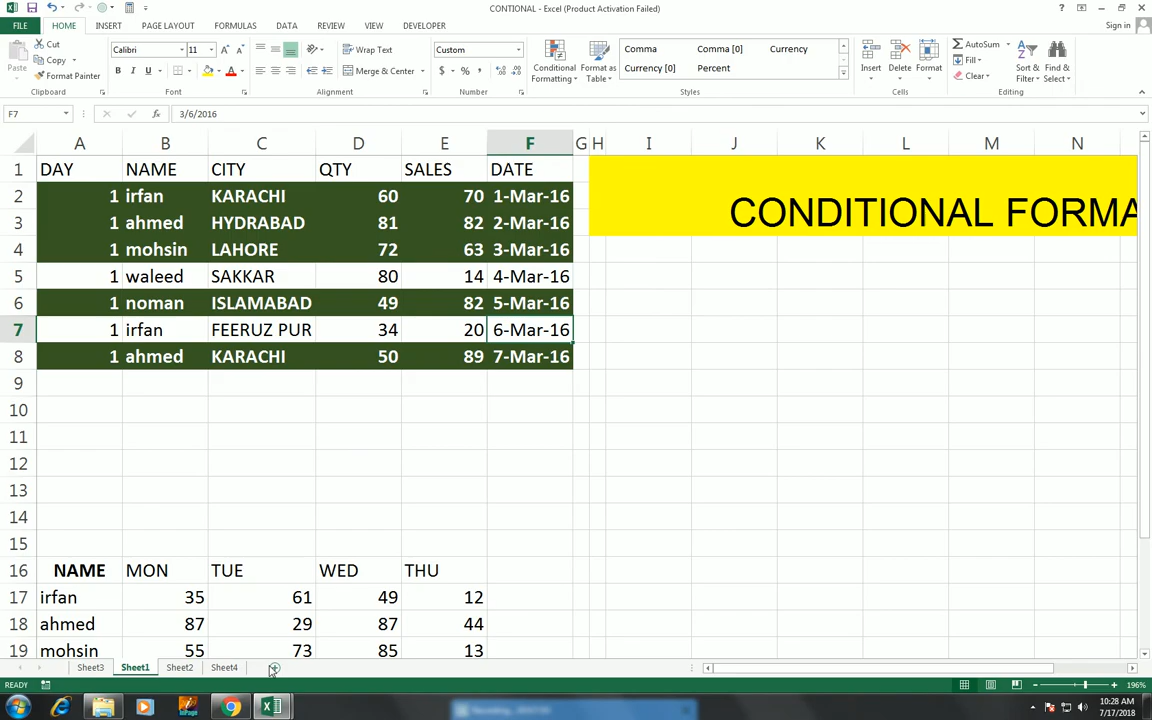 CONTIONAL - Excel (Product Activation Failed)
FILE HOME INSERT PAGE LAYOUT FORMULAS DATA REVIEW VIEW DEVELOPER Sign in
Paste Cut Copy Format Painter Clipboard
Calibri 11 B I U A Font
Wrap Text Merge & Center Alignment
Custom $ % , Number
Conditional Formatting Format as Table
Comma Comma [0] Currency
Currency [0] Percent
Styles
Insert Delete Format Cells
AutoSum Fill Clear Sort & Filter Find & Select Editing
F7 fx 3/6/2016
A B C D E F G H I J K L M N
1 DAY NAME CITY QTY SALES DATE
2 1 irfan KARACHI 60 70 1-Mar-16
3 1 ahmed HYDRABAD 81 82 2-Mar-16
CONDITIONAL FORMA
4 1 mohsin LAHORE 72 63 3-Mar-16
5 1 waleed SAKKAR 80 14 4-Mar-16
6 1 noman ISLAMABAD 49 82 5-Mar-16
7 1 irfan FEERUZ PUR 34 20 6-Mar-16
8 1 ahmed KARACHI 50 89 7-Mar-16
9
10
11
12
13
14
15
16 NAME MON TUE WED THU
17 irfan 35 61 49 12
18 ahmed 87 29 87 44
19 mohsin 55 73 85 13
Sheet3 Sheet1 Sheet2 Sheet4
READY 196%
10:28 AM
7/17/2018